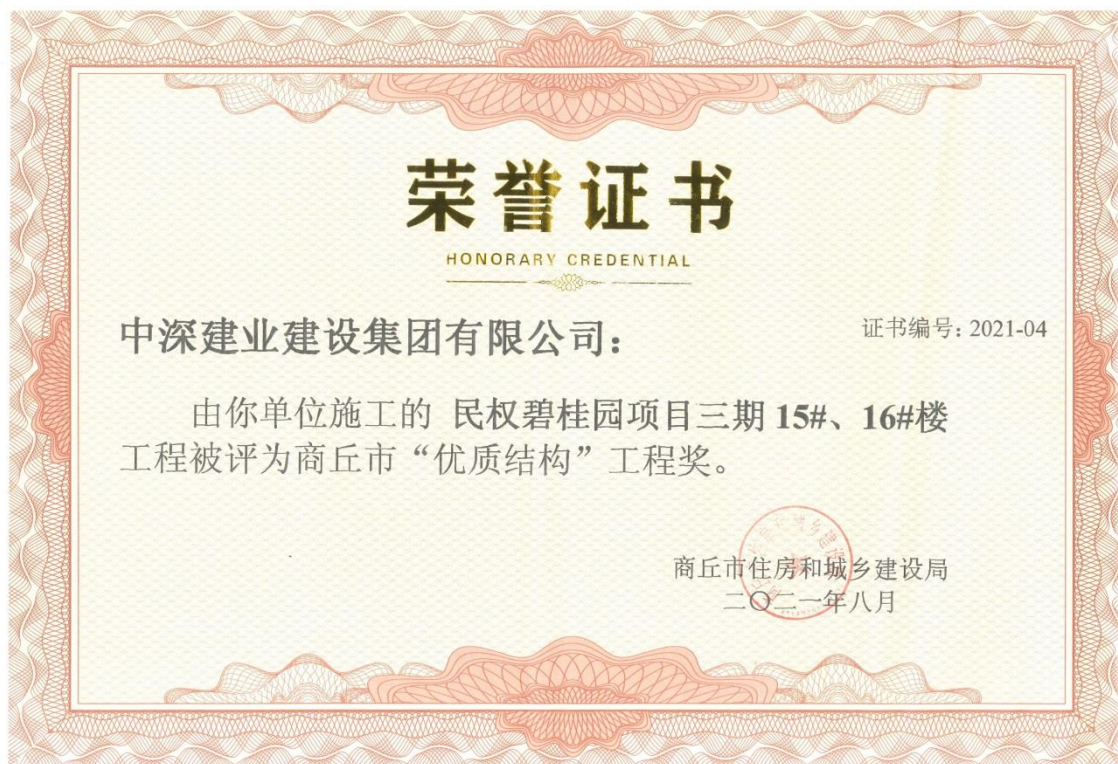 荣誉证书
HONORARY CREDENTIAL
中深建业建设集团有限公司：
证书编号: 2021-04
由你单位施工的 民权碧桂园项目三期 15#、16#楼
工程被评为商丘市“优质结构”工程奖。
商丘市住房和城乡建设局
二〇二一年八月